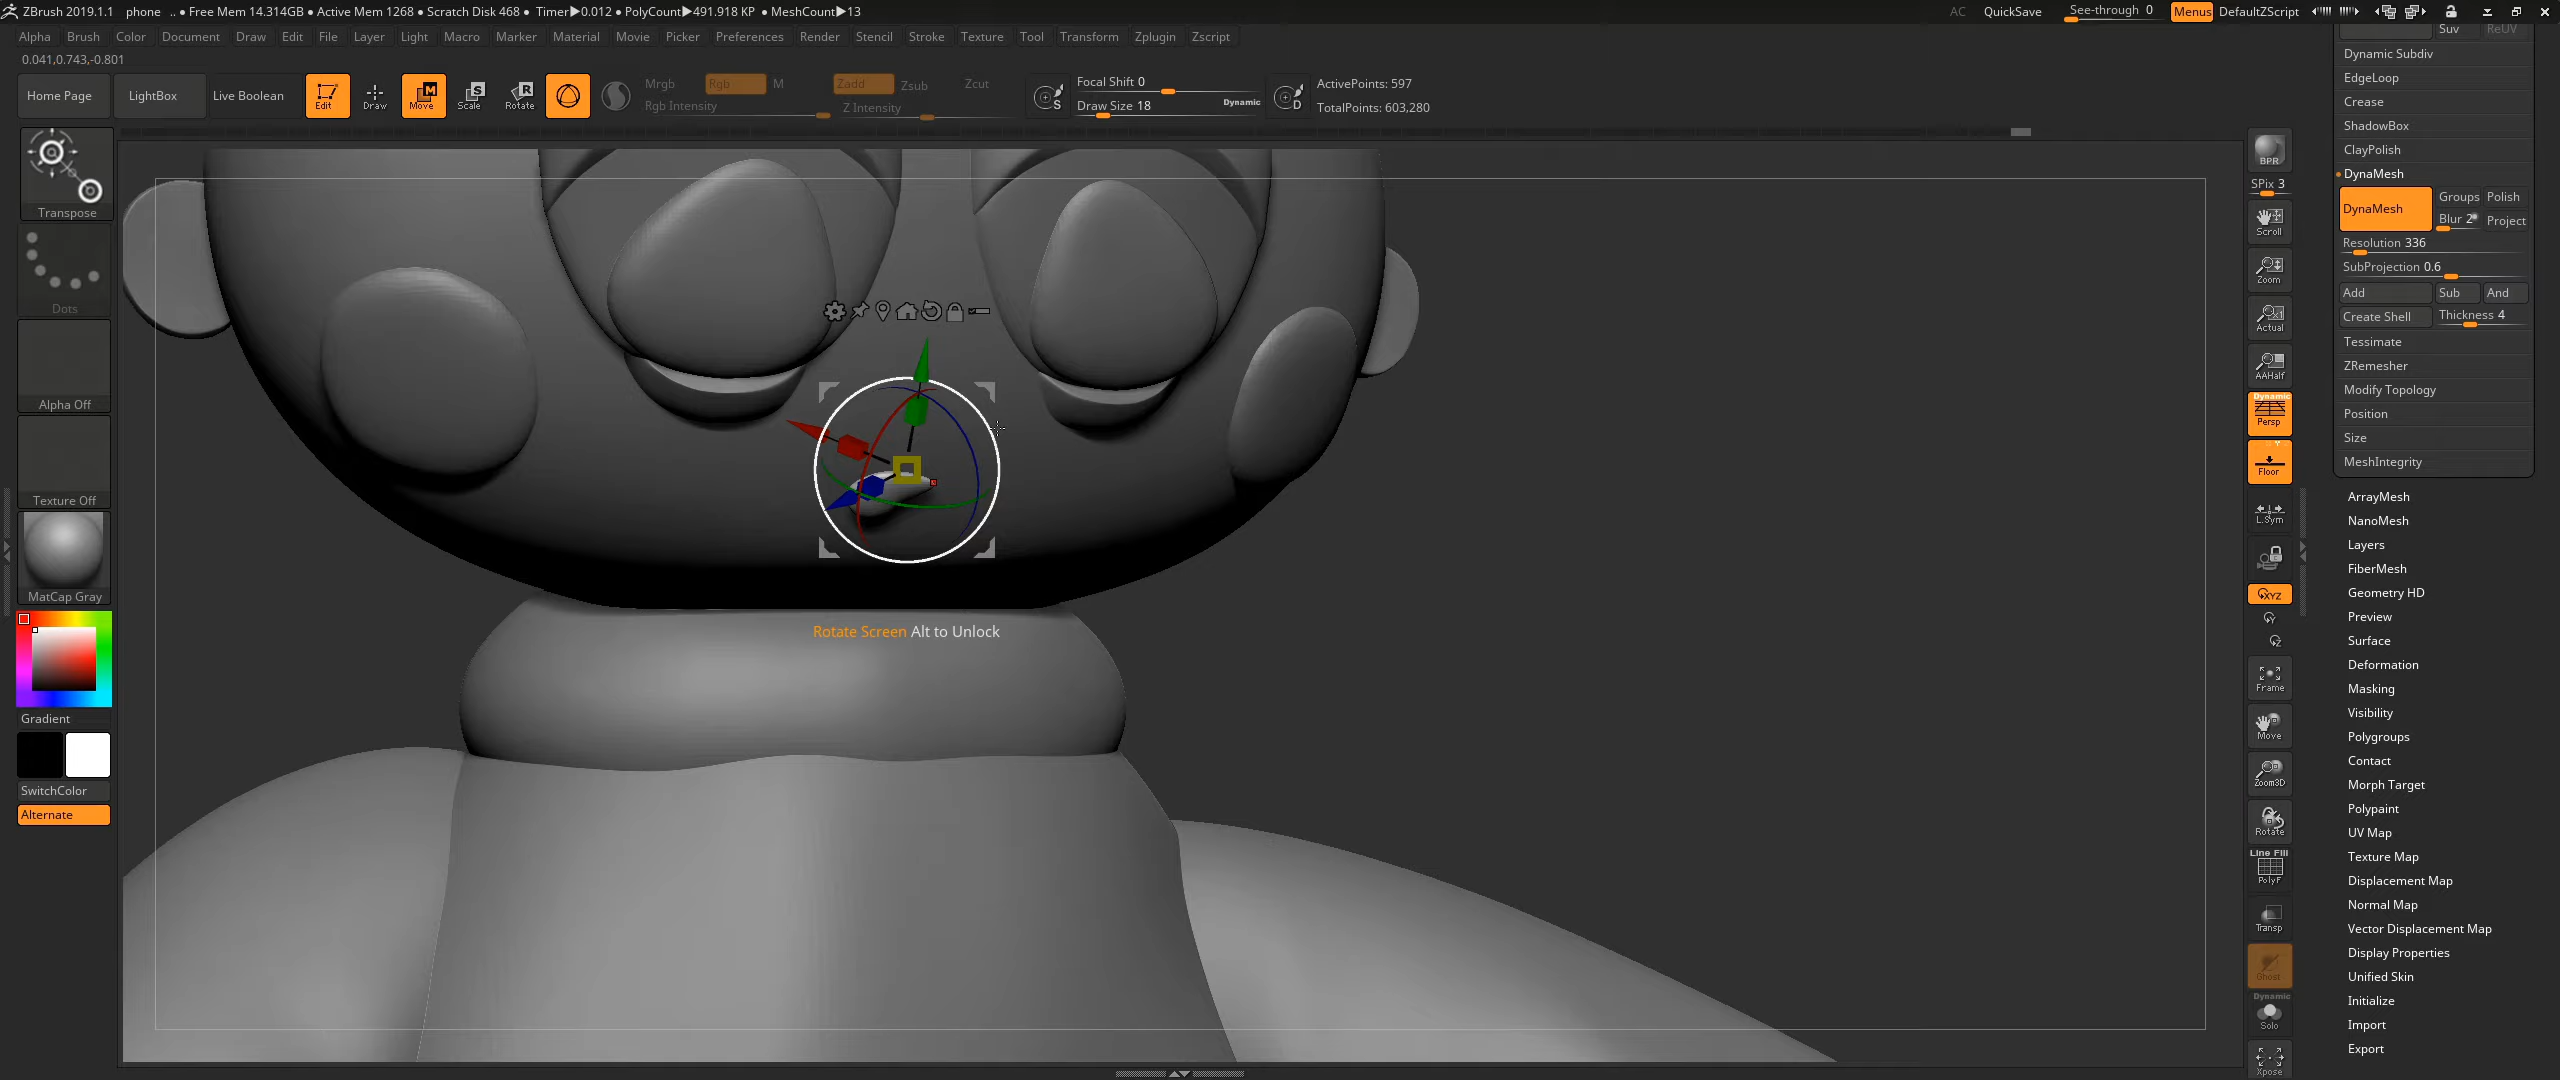 ZBrush 2019.1.1 phone .. ● Free Mem 14.314GB ● Active Mem 1268 ● Scratch Disk 468 ● Timer▶0.012 ● PolyCount▶491.918 KP ● MeshCount▶13 AC QuickSave See-through 0 Menus DefaultZScript
Alpha Brush Color Document Draw Edit File Layer Light Macro Marker Material Movie Picker Preferences Render Stencil Stroke Texture Tool Transform Zplugin Zscript
0.041,0.743,-0.801
Home Page LightBox Live Boolean Edit Draw Move Scale Rotate
Mrgb Rgb M Zadd Zsub Zcut
Rgb Intensity Z Intensity
Focal Shift 0
Draw Size 18 Dynamic
ActivePoints: 597
TotalPoints: 603,280
Transpose
Dots
Alpha Off
Texture Off
MatCap Gray
Gradient
SwitchColor
Alternate
Rotate Screen Alt to Unlock
BPR
SPix 3
Scroll
Zoom
Actual
AAHalf
Dynamic
Persp
Floor
L.Sym
XYZ
Y
Z
Frame
Move
Zoom3D
Rotate
Line Fill
PolyF
Transp
Ghost
Dynamic
Solo
Xpose
Suv ReUV
Dynamic Subdiv
EdgeLoop
Crease
ShadowBox
ClayPolish
DynaMesh
DynaMesh Groups Polish
Blur 2 Project
Resolution 336
SubProjection 0.6
Add Sub And
Create Shell Thickness 4
Tessimate
ZRemesher
Modify Topology
Position
Size
MeshIntegrity
ArrayMesh
NanoMesh
Layers
FiberMesh
Geometry HD
Preview
Surface
Deformation
Masking
Visibility
Polygroups
Contact
Morph Target
Polypaint
UV Map
Texture Map
Displacement Map
Normal Map
Vector Displacement Map
Display Properties
Unified Skin
Initialize
Import
Export